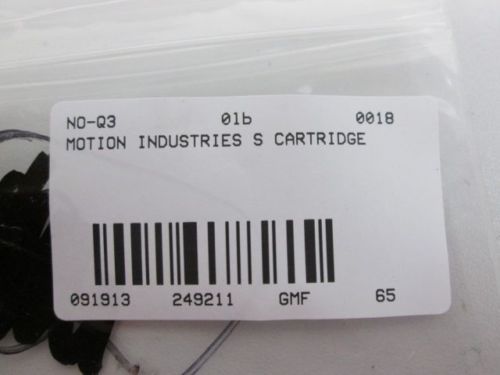 NO-Q3 01b 0018
MOTION INDUSTRIES S CARTRIDGE
091913 249211 GMF 65